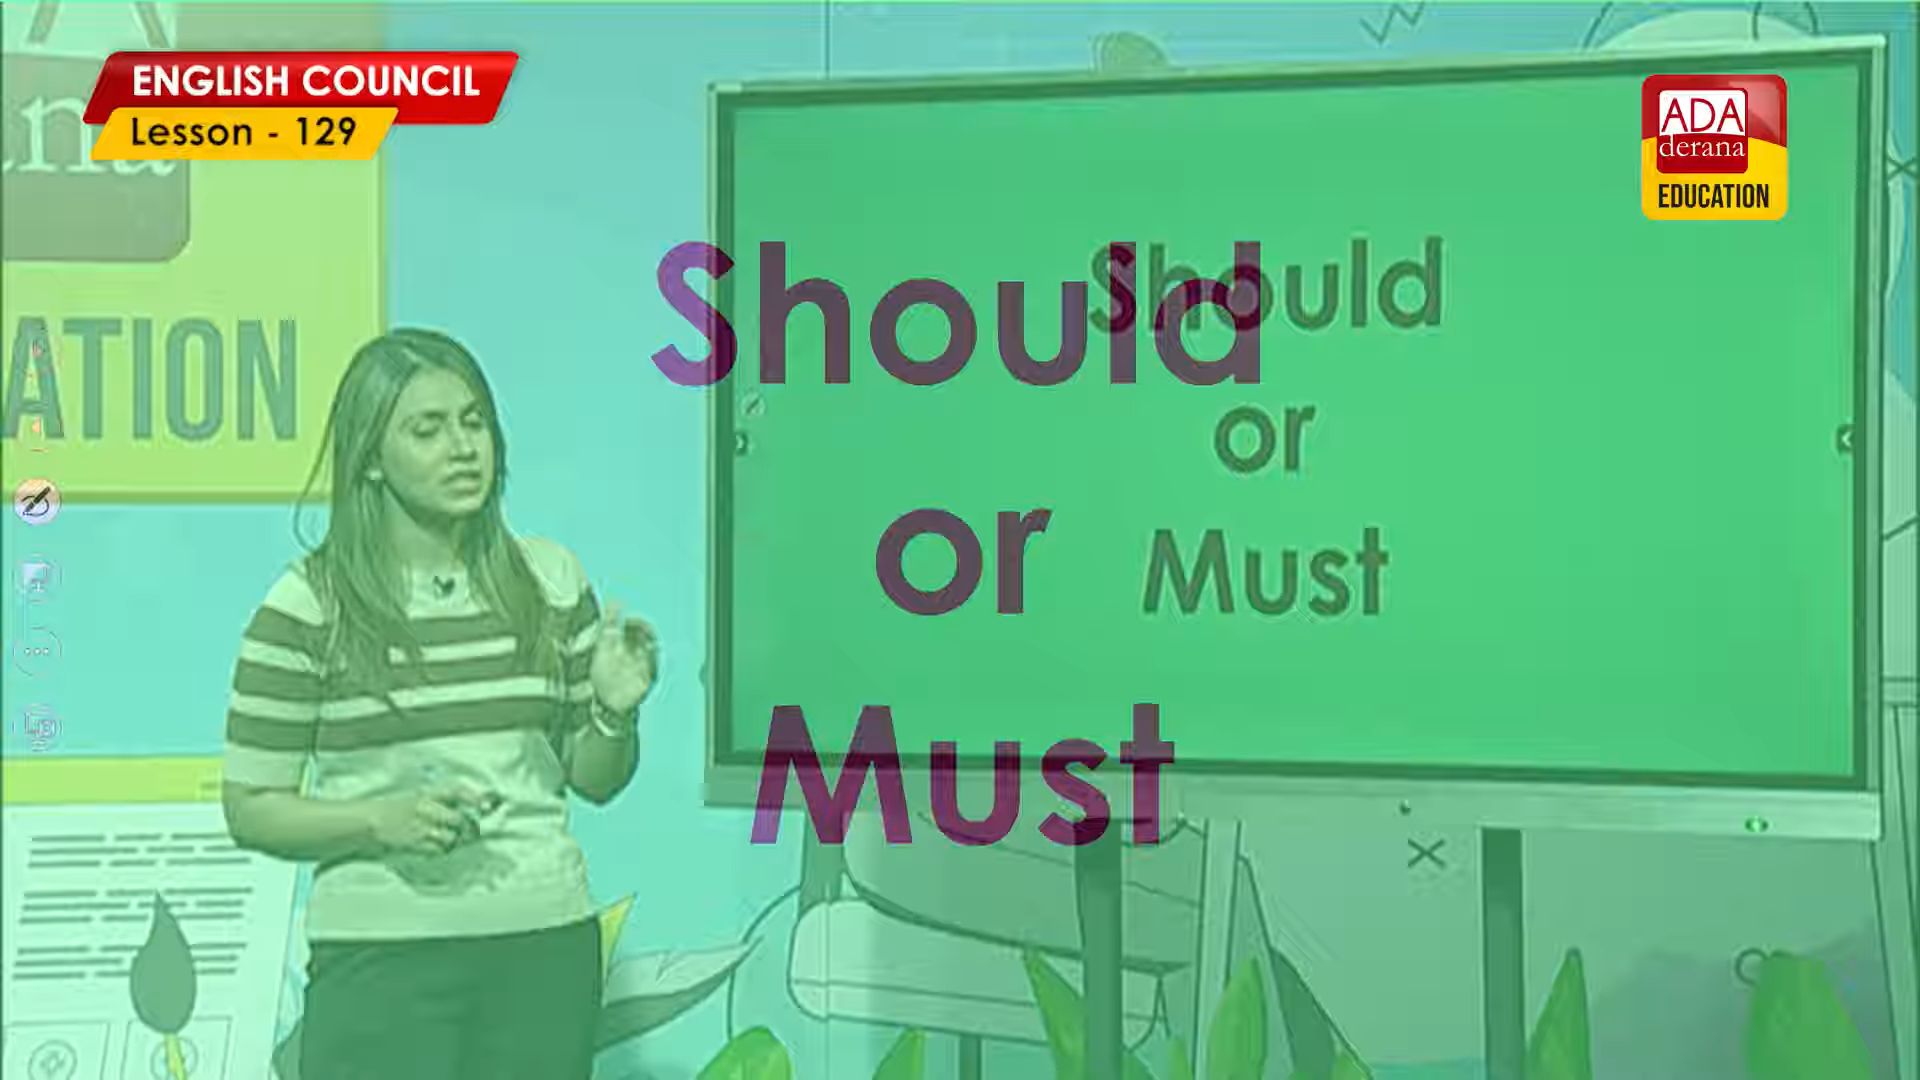 ENGLISH COUNCIL
Lesson - 129
ADA
derana
EDUCATION
ATION
Should
or
Must
Should
or
Must